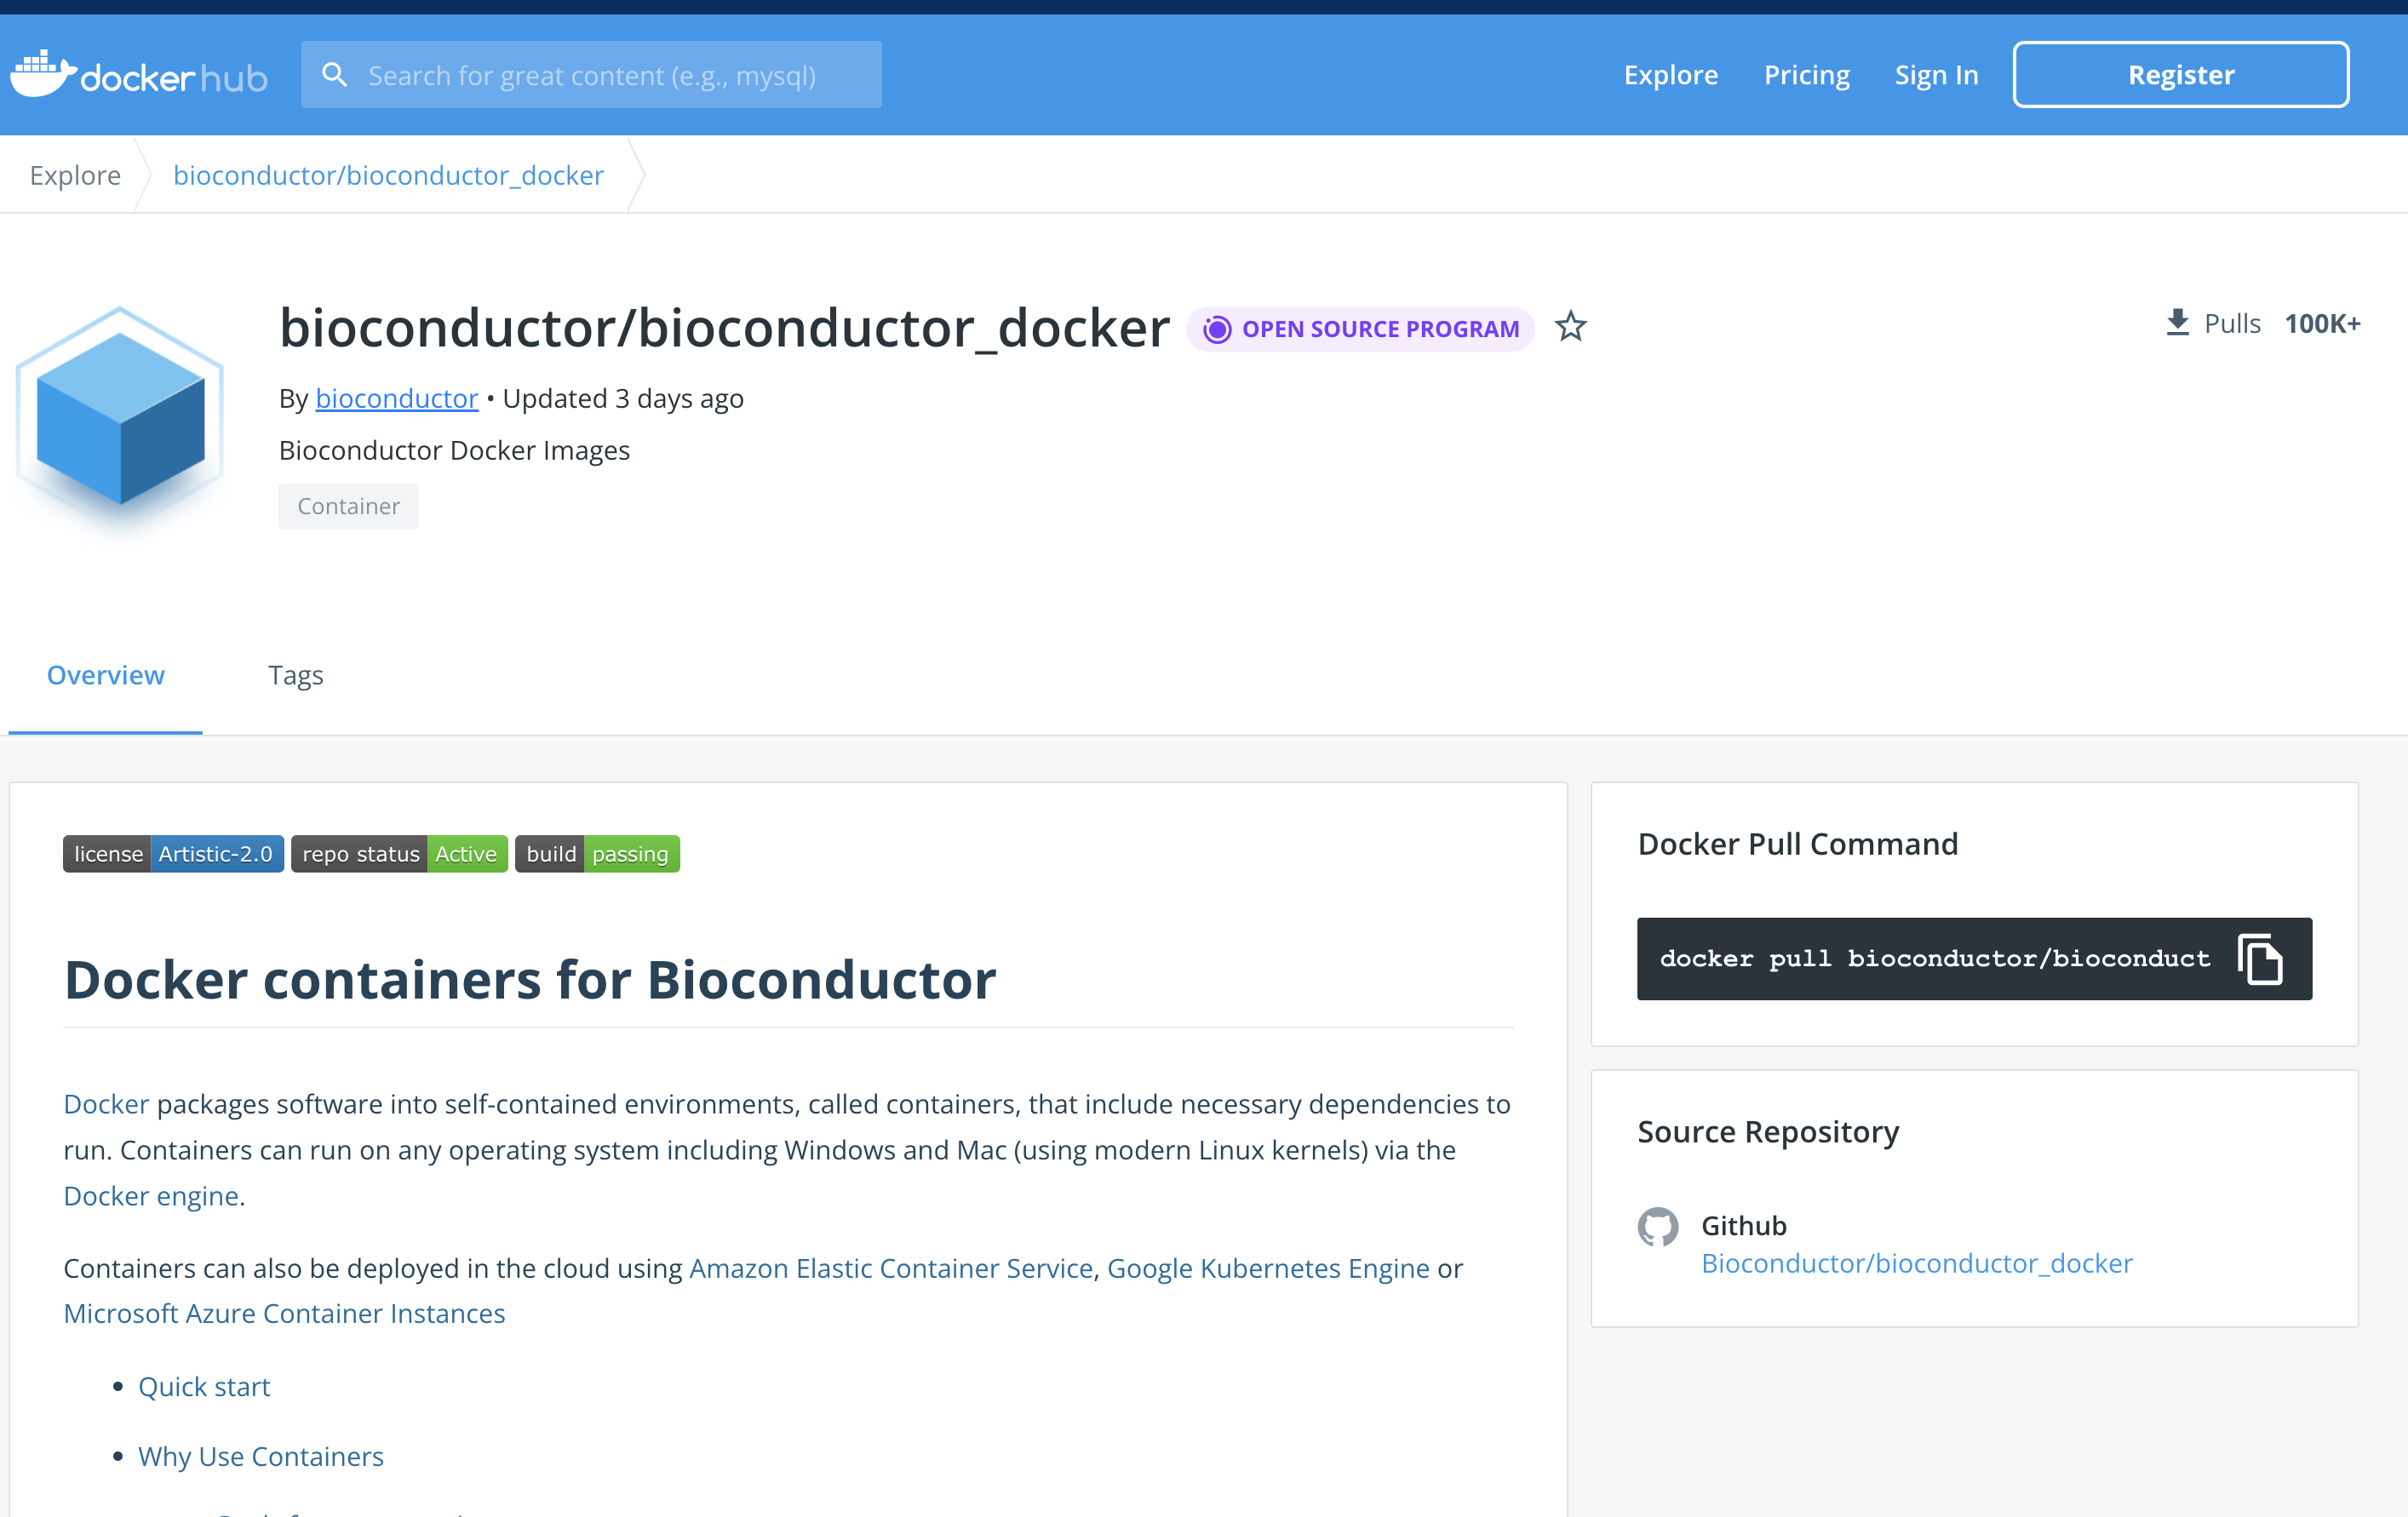 dockerhub
Search for great content (e.g., mysql)
Explore
Pricing
Sign In
Register
Explore
bioconductor/bioconductor_docker
bioconductor/bioconductor_docker
OPEN SOURCE PROGRAM
Pulls 100K+
By bioconductor • Updated 3 days ago
Bioconductor Docker Images
Container
Overview
Tags
license Artistic-2.0
repo status Active
build passing
Docker containers for Bioconductor
Docker packages software into self-contained environments, called containers, that include necessary dependencies to
run. Containers can run on any operating system including Windows and Mac (using modern Linux kernels) via the
Docker engine.
Containers can also be deployed in the cloud using Amazon Elastic Container Service, Google Kubernetes Engine or
Microsoft Azure Container Instances
• Quick start
• Why Use Containers
Docker Pull Command
docker pull bioconductor/bioconduct
Source Repository
Github
Bioconductor/bioconductor_docker